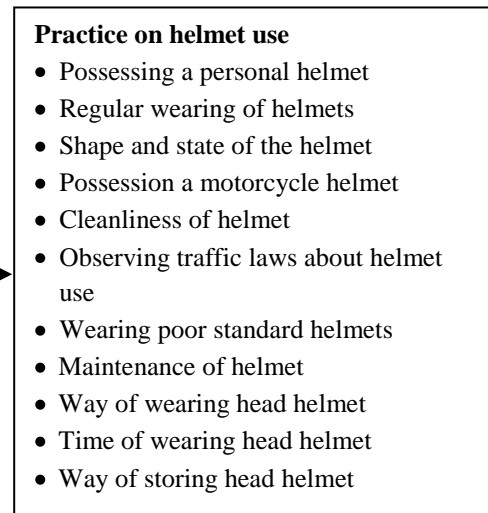 Practice on helmet use
• Possessing a personal helmet
• Regular wearing of helmets
• Shape and state of the helmet
• Possession a motorcycle helmet
• Cleanliness of helmet
• Observing traffic laws about helmet
use
• Wearing poor standard helmets
• Maintenance of helmet
• Way of wearing head helmet
• Time of wearing head helmet
• Way of storing head helmet